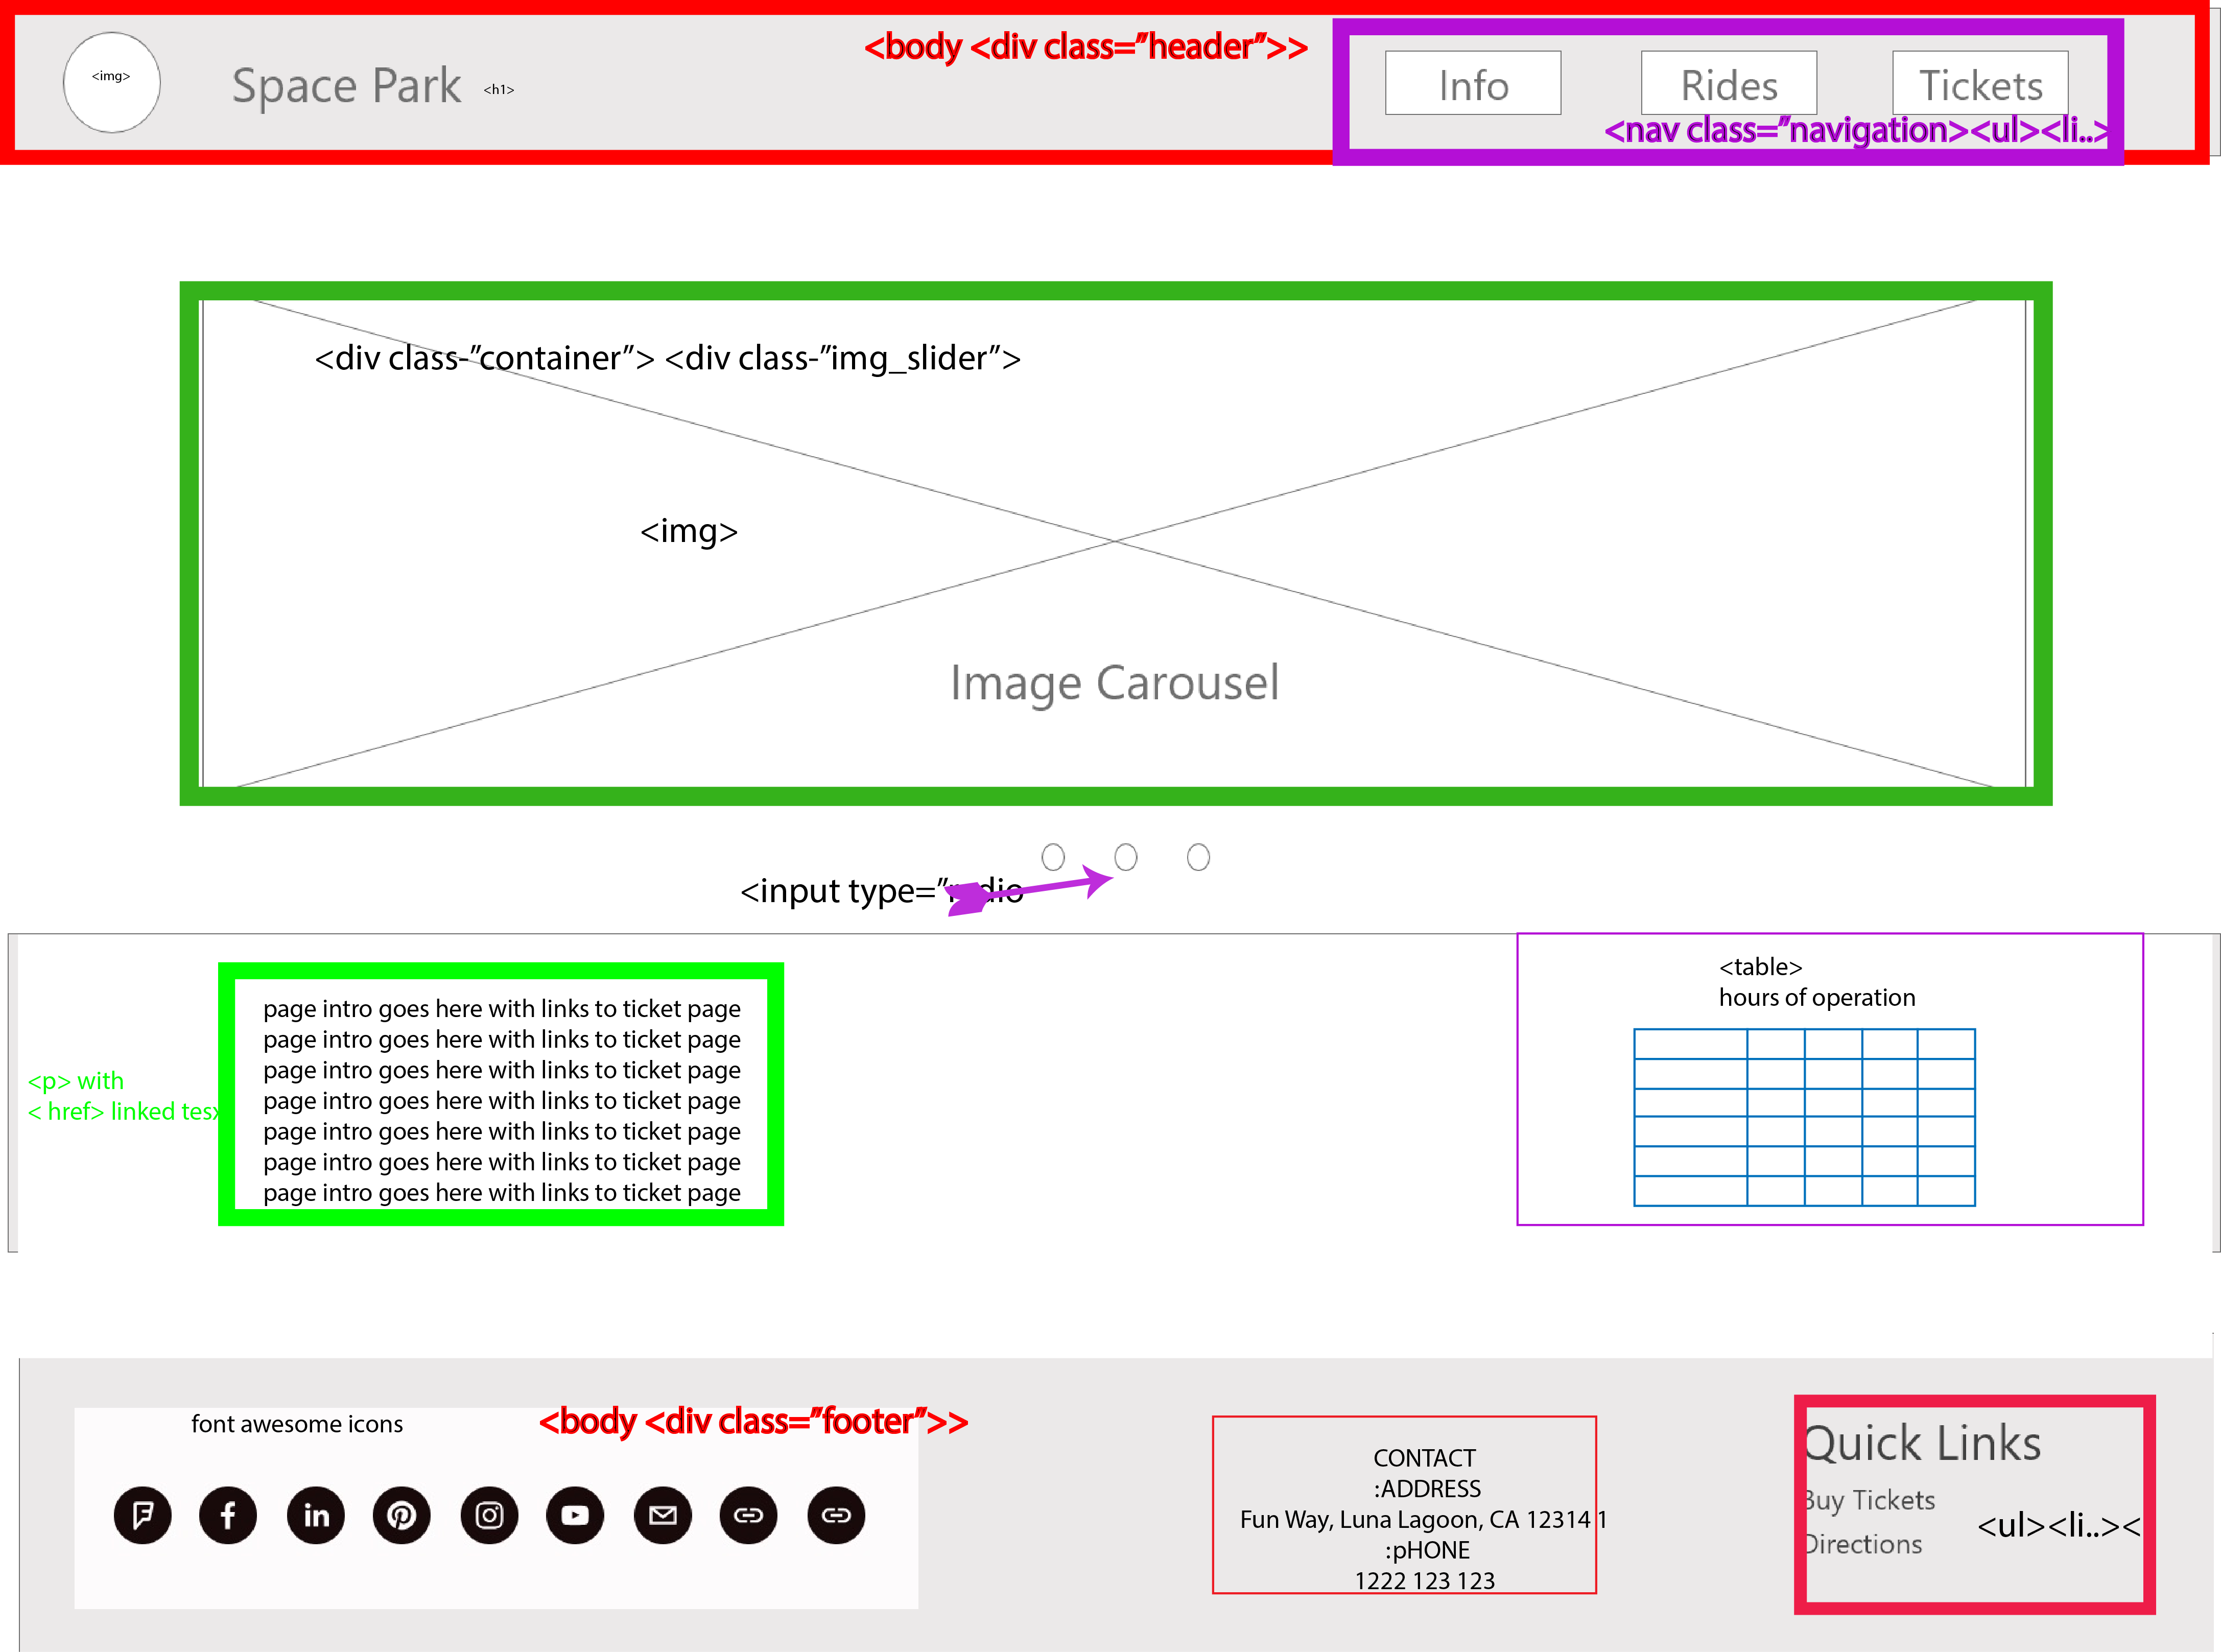 <body <div class="header">>
<img>
Space Park <h1>
Info
Rides
Tickets
<nav class="navigation><ul><li..>
<div class-"container"> <div class-"img_slider">
<img>
Image Carousel
<input type="radio
<table>
hours of operation
page intro goes here with links to ticket page
page intro goes here with links to ticket page
page intro goes here with links to ticket page
page intro goes here with links to ticket page
page intro goes here with links to ticket page
page intro goes here with links to ticket page
page intro goes here with links to ticket page
<p> with
< href> linked tesx
font awesome icons
<body <div class="footer">>
CONTACT
:ADDRESS
Fun Way, Luna Lagoon, CA 12314 1
:pHONE
1222 123 123
Quick Links
Buy Tickets
Directions
<ul><li..><